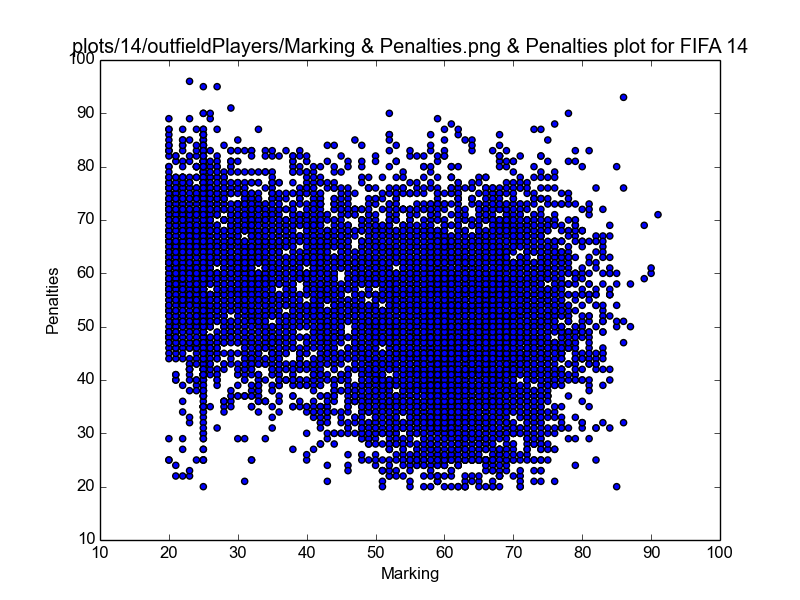 plots/14/outfieldPlayers/Marking & Penalties.png & Penalties plot for FIFA 14
100
90
80
70
60
50
40
30
20
10
Penalties
10 20 30 40 50 60 70 80 90 100
Marking